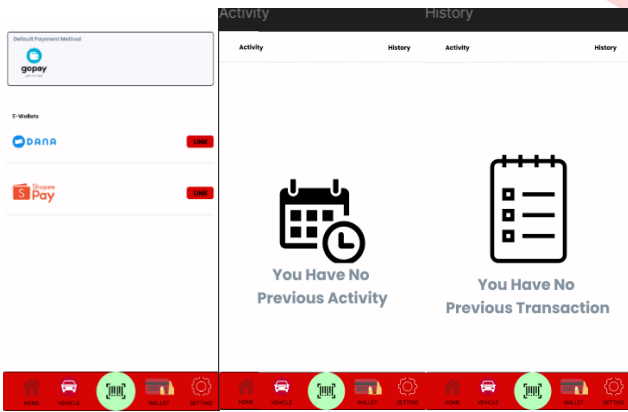 Activity
History
Default Payment Method
gopay
E-Wallets
DANA
LINK
Shopee
Pay
LINK
HOME
VEHICLE
WALLET
SETTING
Activity
History
You Have No
Previous Activity
HOME
VEHICLE
WALLET
SETTING
Activity
History
You Have No
Previous Transaction
HOME
VEHICLE
WALLET
SETTING